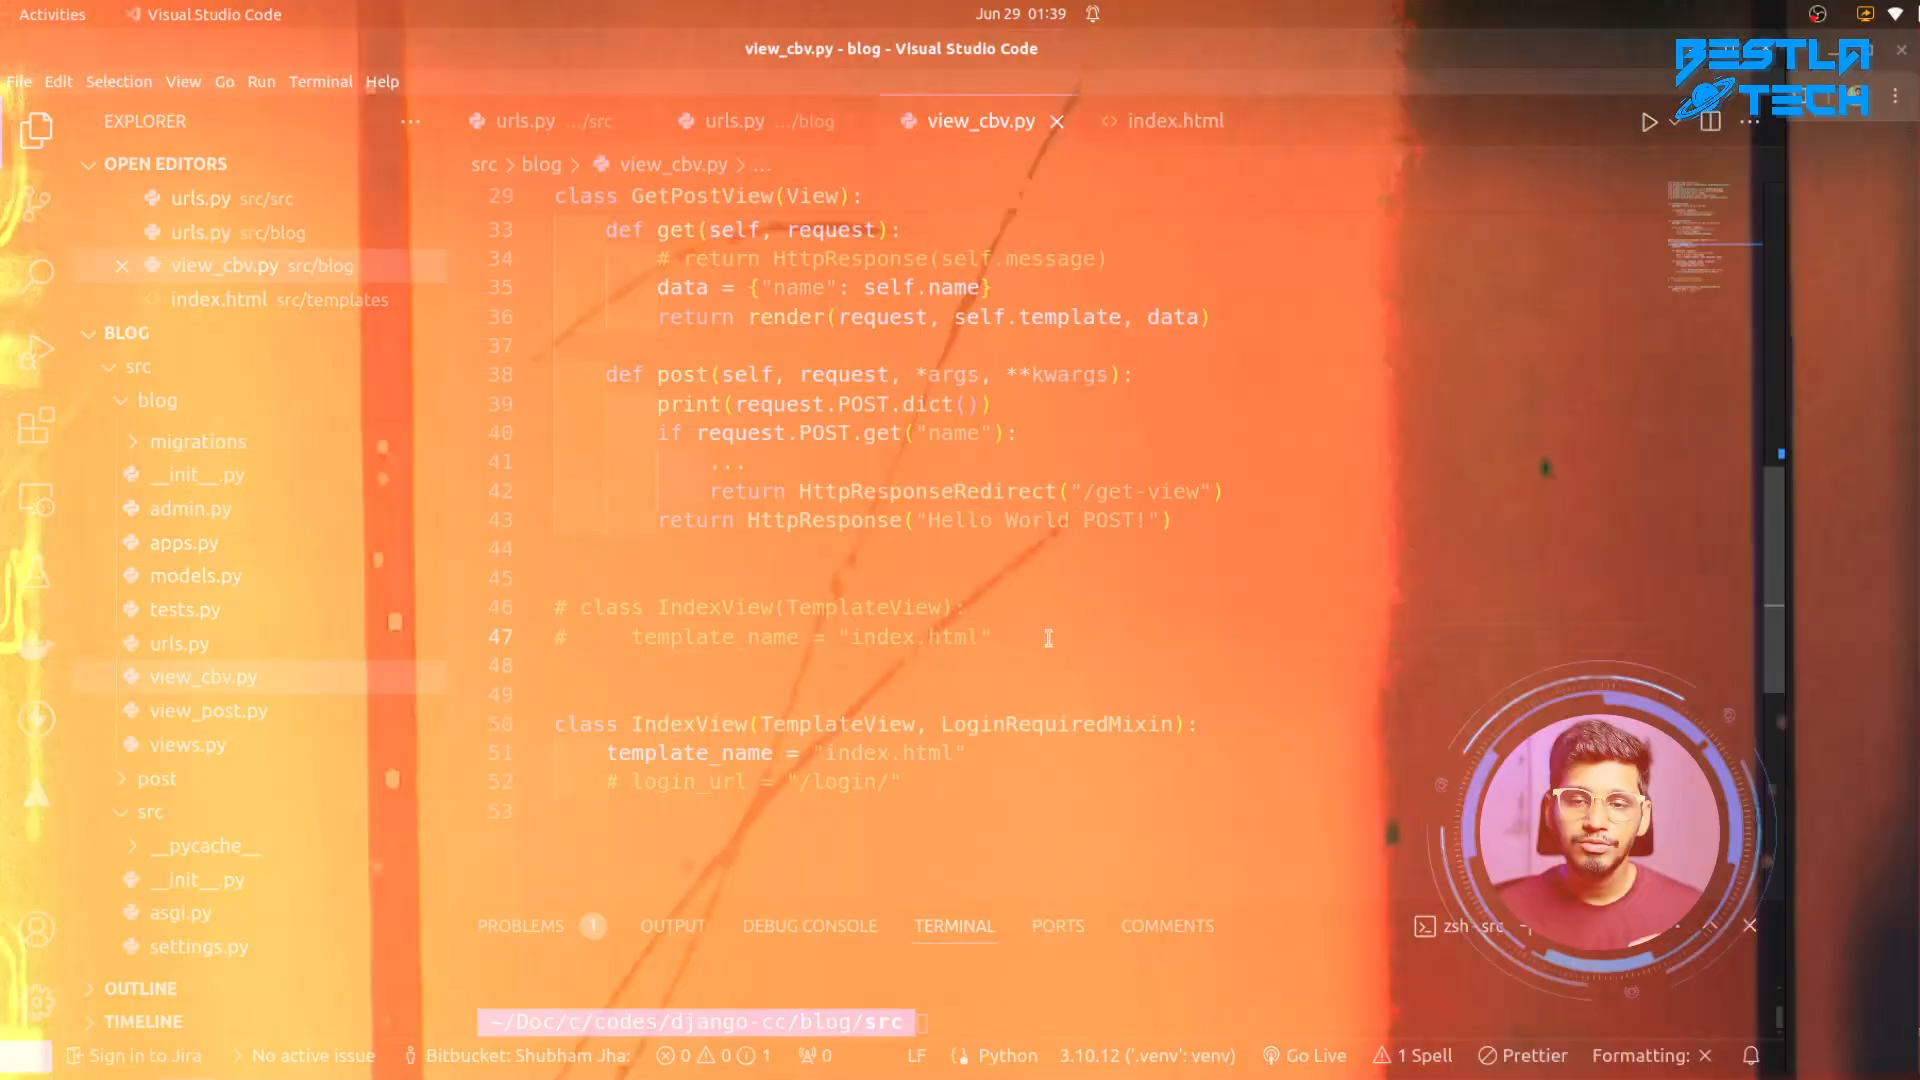 Activities
Visual Studio Code
Jun 29 01:39
view_cbv.py - blog - Visual Studio Code
BESTLA
TECH
File Edit Selection View Go Run Terminal Help
EXPLORER
urls.py .../src
urls.py .../blog
view_cbv.py
index.html
OPEN EDITORS
urls.py src/src
urls.py src/blog
view_cbv.py src/blog
index.html src/templates
BLOG
src
blog
migrations
__init__.py
admin.py
apps.py
models.py
tests.py
urls.py
view_cbv.py
view_post.py
views.py
post
src
__pycache__
__init__.py
asgi.py
settings.py
OUTLINE
TIMELINE
src > blog > view_cbv.py > ...
29 class GetPostView(View):
33 def get(self, request):
34 # return HttpResponse(self.message)
35 data = {"name": self.name}
36 return render(request, self.template, data)
37
38 def post(self, request, *args, **kwargs):
39 print(request.POST.dict())
40 if request.POST.get("name"):
41 ...
42 return HttpResponseRedirect("/get-view")
43 return HttpResponse("Hello World POST!")
44
45
46 # class IndexView(TemplateView):
47 # template_name = "index.html"
48
49
50 class IndexView(TemplateView, LoginRequiredMixin):
51 template_name = "index.html"
52 # login_url = "/login/"
53
PROBLEMS 1 OUTPUT DEBUG CONSOLE TERMINAL PORTS COMMENTS
zsh - src
~/Doc/c/codes/django-cc/blog/src
Sign in to Jira
No active issue
Bitbucket: Shubham Jha:
0 0 1
0
LF
Python
3.10.12 ('.venv': venv)
Go Live
1 Spell
Prettier
Formatting: